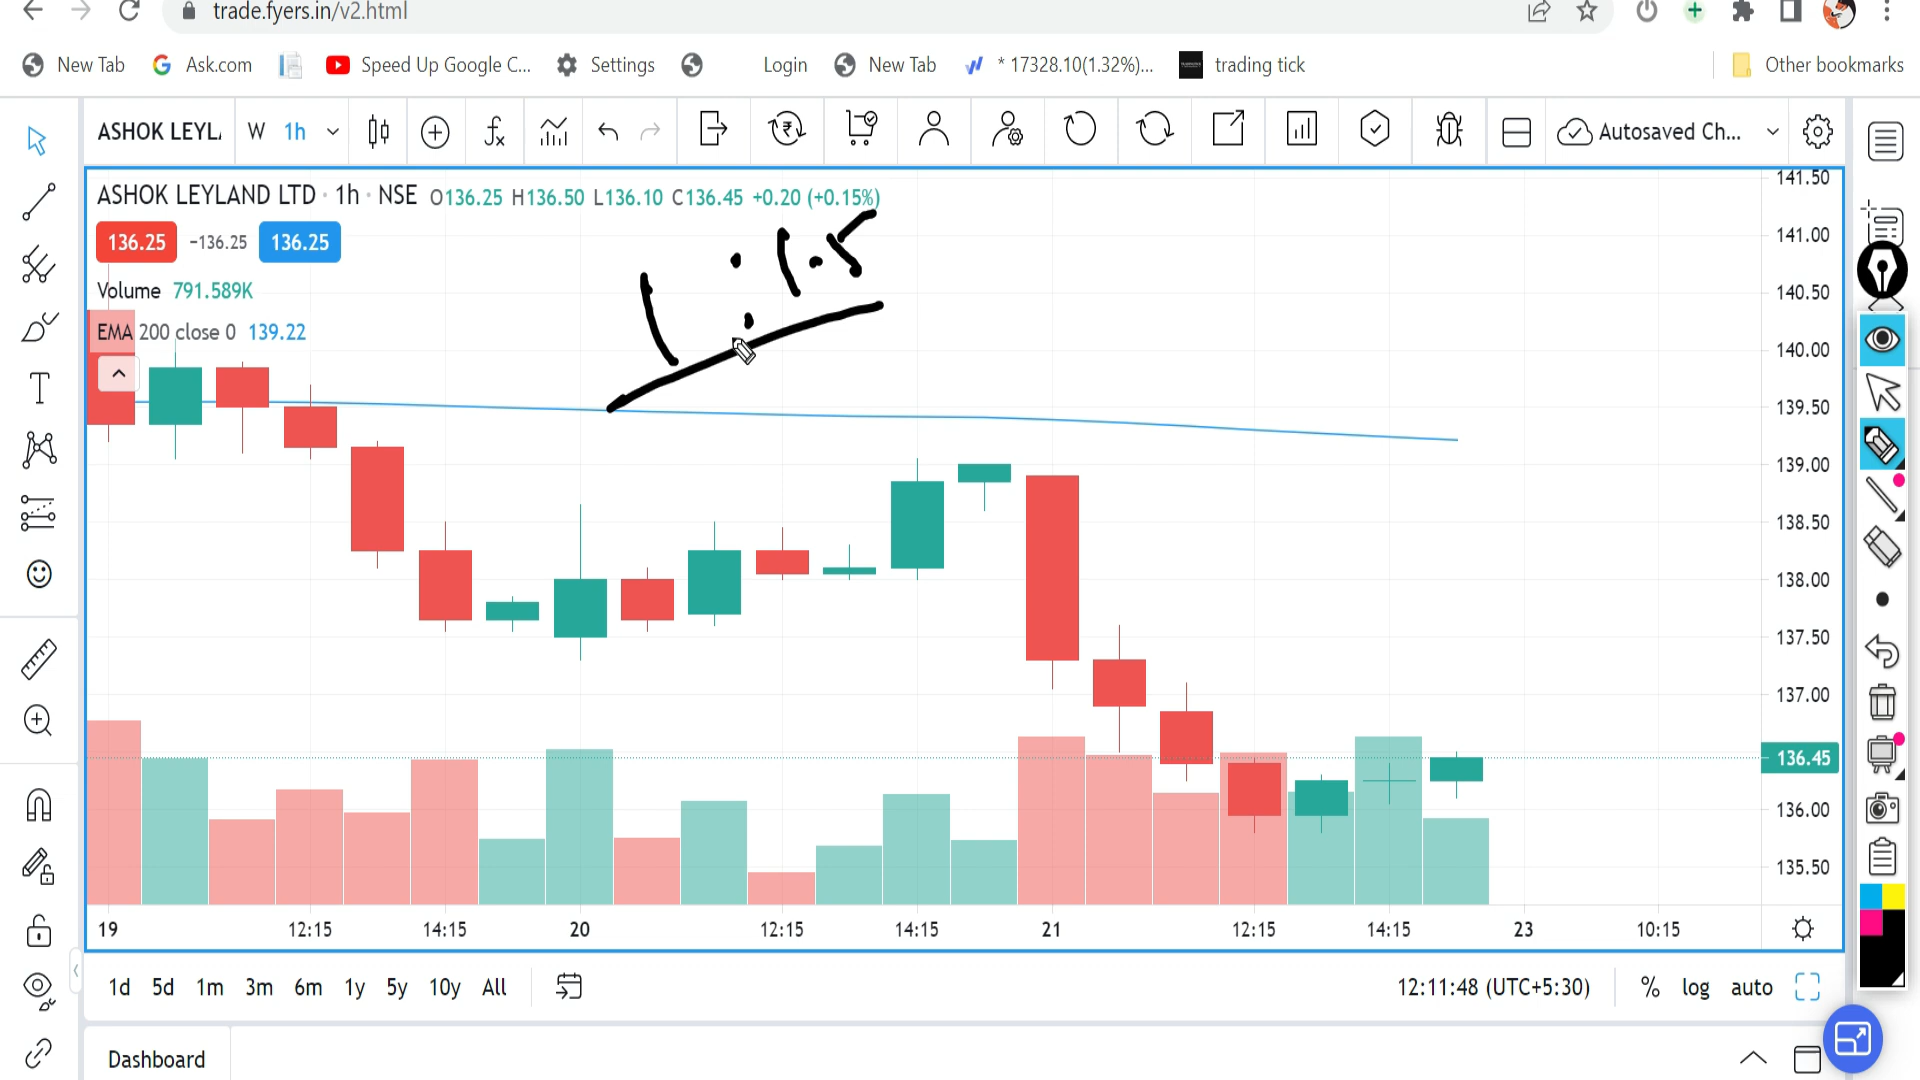 trade.fyers.in/v2.html
New Tab
Ask.com
Speed Up Google C...
Settings
Login
New Tab
* 17328.10(1.32%)...
trading tick
Other bookmarks
ASHOK LEYL
W
1h
Autosaved Ch...
ASHOK LEYLAND LTD · 1h · NSE O136.25 H136.50 L136.10 C136.45 +0.20 (+0.15%)
136.25 −136.25 136.25
Volume 791.589K
EMA 200 close 0 139.22
1 : 1.5
141.50
141.00
140.50
140.00
139.50
139.00
138.50
138.00
137.50
137.00
136.45
136.00
135.50
19 12:15 14:15 20 12:15 14:15 21 12:15 14:15 23 10:15
1d 5d 1m 3m 6m 1y 5y 10y All
12:11:48 (UTC+5:30)
% log auto
Dashboard